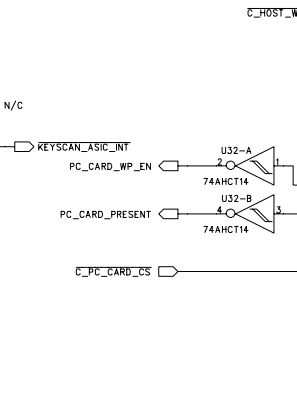 C_HOST_W
N/C
KEYSCAN_ASIC_INT
U32-A
PC_CARD_WP_EN 2 1
74AHCT14
U32-B
PC_CARD_PRESENT 4 3
74AHCT14
C_PC_CARD_CS